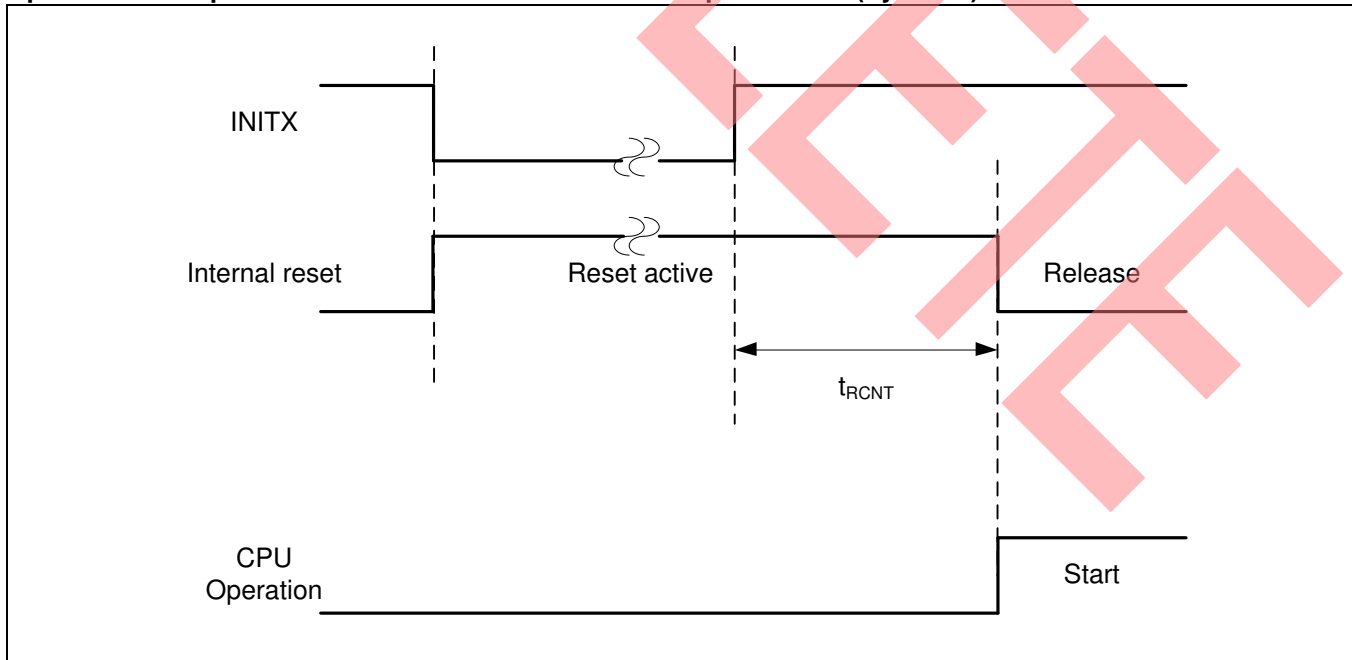 INITX
Internal reset
Reset active
Release
tRCNT
CPU
Operation
Start